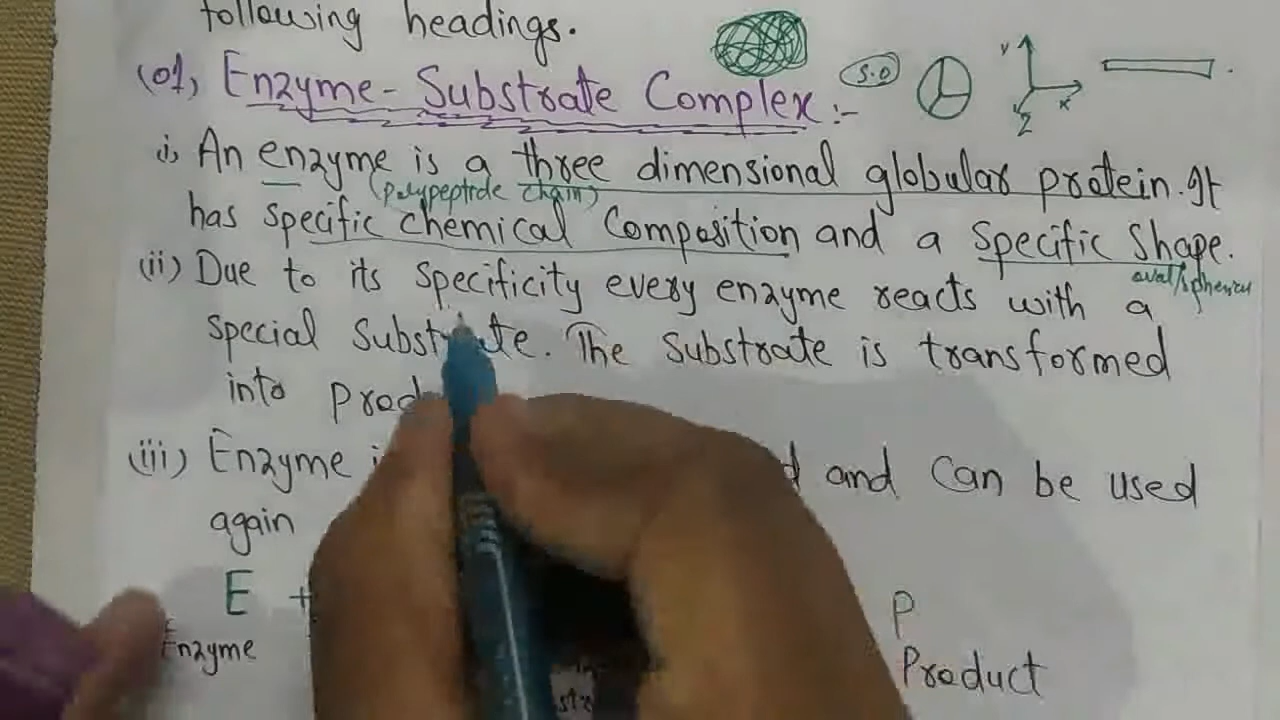 following headings.
(01) Enzyme - Substrate Complex :-
3.D
Y
X
Z
i) An enzyme is a three dimensional globular protein. It
(polypeptide chain)
has specific chemical Composition and a specific shape.
oval/spherical
(ii) Due to its specificity every enzyme reacts with a
special substrate. The substrate is transformed
into
(iii) Enzyme and can be used
again
E + P
Enzyme Product